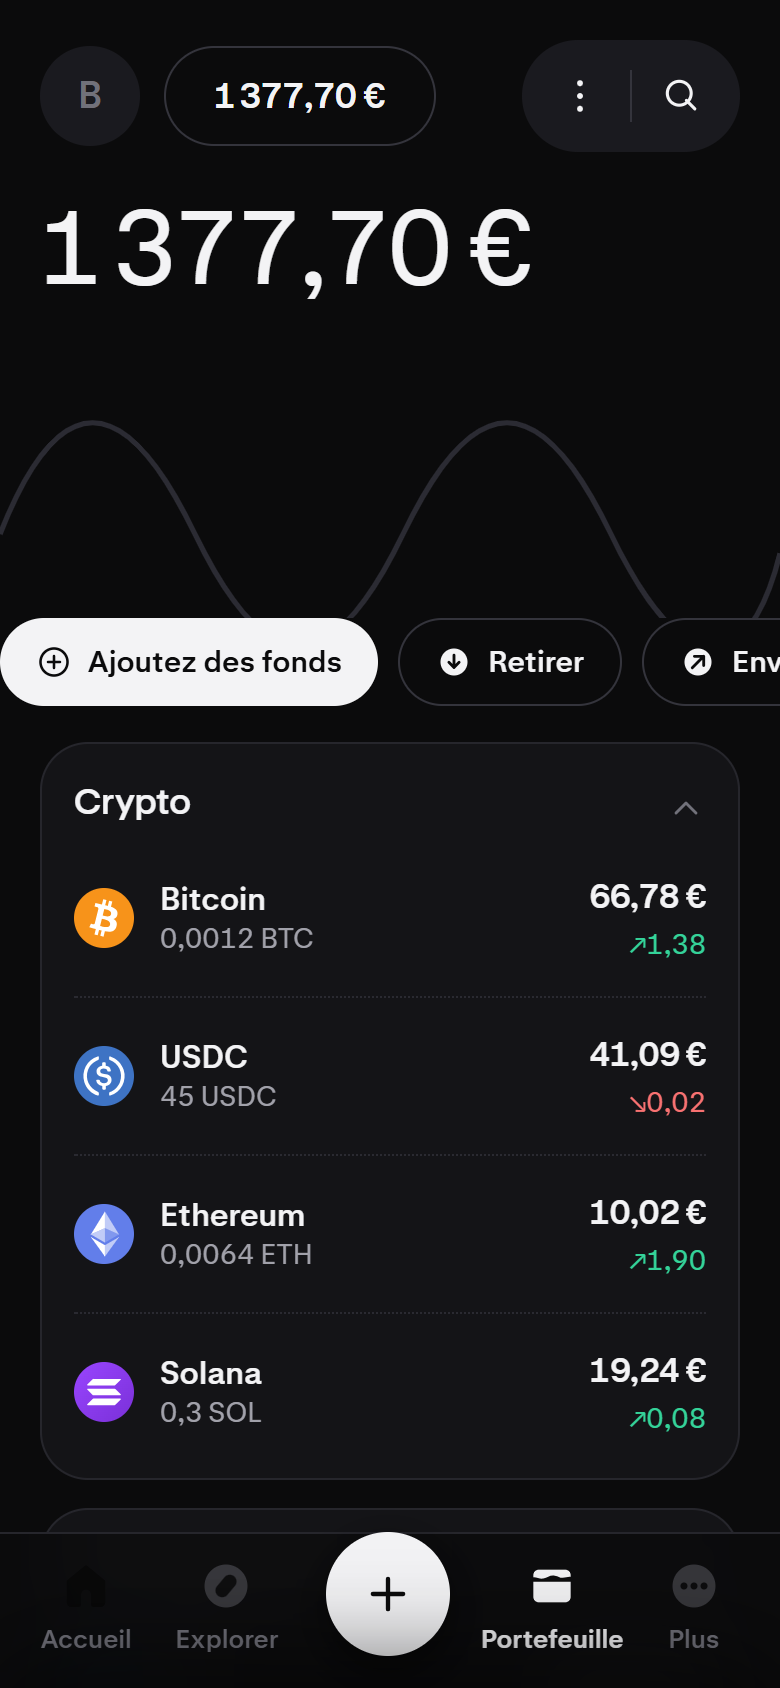 B
1 377,70 €
1 377,70 €
Ajoutez des fonds
Retirer
Env
Crypto
Bitcoin
66,78 €
0,0012 BTC
↗1,38
USDC
41,09 €
45 USDC
↘0,02
Ethereum
10,02 €
0,0064 ETH
↗1,90
Solana
19,24 €
0,3 SOL
↗0,08
Accueil
Explorer
Portefeuille
Plus